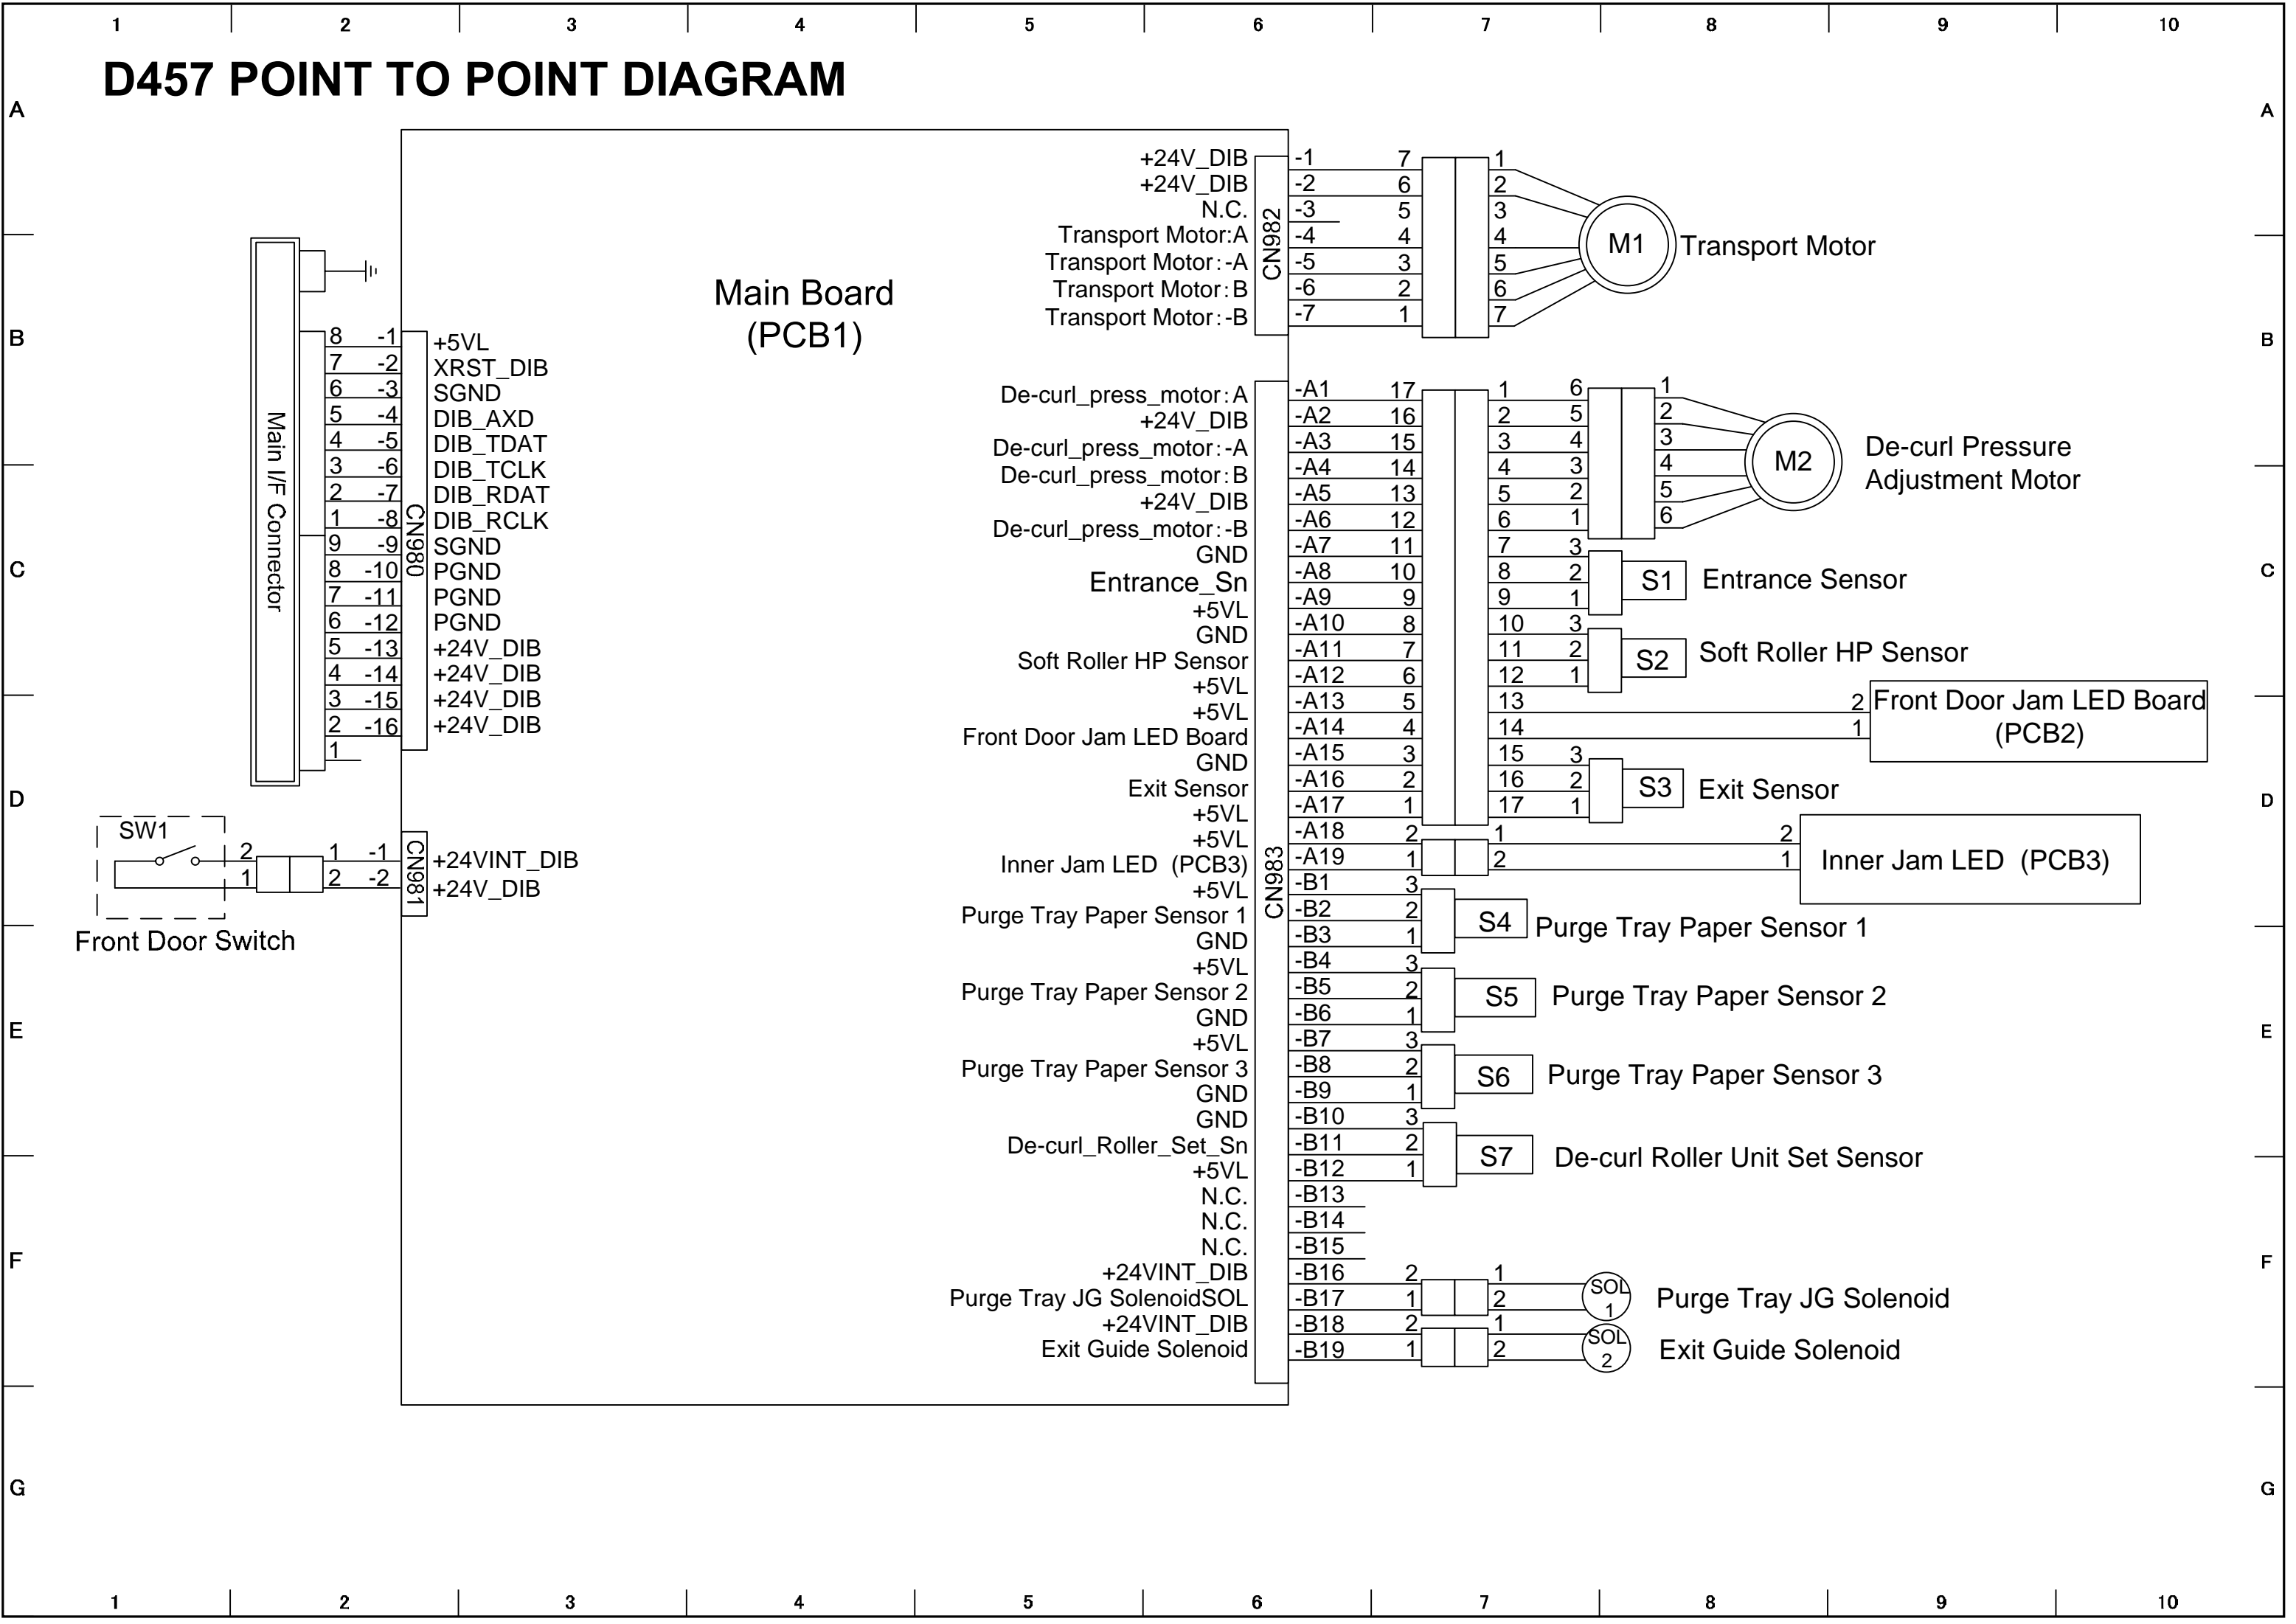 1 2 3 4 5 6 7 8 9 10
D457 POINT TO POINT DIAGRAM
A A
B B
C C
D D
E E
F F
G G
Main I/F Connector
8 -1 +5VL
7 -2 XRST_DIB
6 -3 SGND
5 -4 DIB_AXD
4 -5 DIB_TDAT
3 -6 DIB_TCLK
2 -7 DIB_RDAT
1 -8 DIB_RCLK
9 -9 SGND
8 -10 PGND
7 -11 PGND
6 -12 PGND
5 -13 +24V_DIB
4 -14 +24V_DIB
3 -15 +24V_DIB
2 -16 +24V_DIB
1
CN980
SW1
2 1 -1 +24VINT_DIB
1 2 -2 +24V_DIB
CN981
Front Door Switch
Main Board
(PCB1)
CN982
+24V_DIB -1 7 1
+24V_DIB -2 6 2
N.C. -3 5 3
Transport Motor:A -4 4 4
Transport Motor:-A -5 3 5
Transport Motor:B -6 2 6
Transport Motor:-B -7 1 7
M1 Transport Motor
CN983
De-curl_press_motor:A -A1 17 1 6 1
+24V_DIB -A2 16 2 5 2
De-curl_press_motor:-A -A3 15 3 4 3
De-curl_press_motor:B -A4 14 4 3 4
+24V_DIB -A5 13 5 2 5
De-curl_press_motor:-B -A6 12 6 1 6
M2 De-curl Pressure
Adjustment Motor
GND -A7 11 7 3
Entrance_Sn -A8 10 8 2 S1 Entrance Sensor
+5VL -A9 9 9 1
GND -A10 8 10 3
Soft Roller HP Sensor -A11 7 11 2 S2 Soft Roller HP Sensor
+5VL -A12 6 12 1
+5VL -A13 5 13 2 Front Door Jam LED Board
Front Door Jam LED Board -A14 4 14 1 (PCB2)
GND -A15 3 15 3
Exit Sensor -A16 2 16 2 S3 Exit Sensor
+5VL -A17 1 17 1
+5VL -A18 2 1 2
Inner Jam LED (PCB3) -A19 1 2 1 Inner Jam LED (PCB3)
+5VL -B1 3
Purge Tray Paper Sensor 1 -B2 2 S4 Purge Tray Paper Sensor 1
GND -B3 1
+5VL -B4 3
Purge Tray Paper Sensor 2 -B5 2 S5 Purge Tray Paper Sensor 2
GND -B6 1
+5VL -B7 3
Purge Tray Paper Sensor 3 -B8 2 S6 Purge Tray Paper Sensor 3
GND -B9 1
GND -B10 3
De-curl_Roller_Set_Sn -B11 2 S7 De-curl Roller Unit Set Sensor
+5VL -B12 1
N.C. -B13
N.C. -B14
N.C. -B15
+24VINT_DIB -B16 2 1
Purge Tray JG SolenoidSOL -B17 1 2 SOL 1 Purge Tray JG Solenoid
+24VINT_DIB -B18 2 1
Exit Guide Solenoid -B19 1 2 SOL 2 Exit Guide Solenoid
1 2 3 4 5 6 7 8 9 10